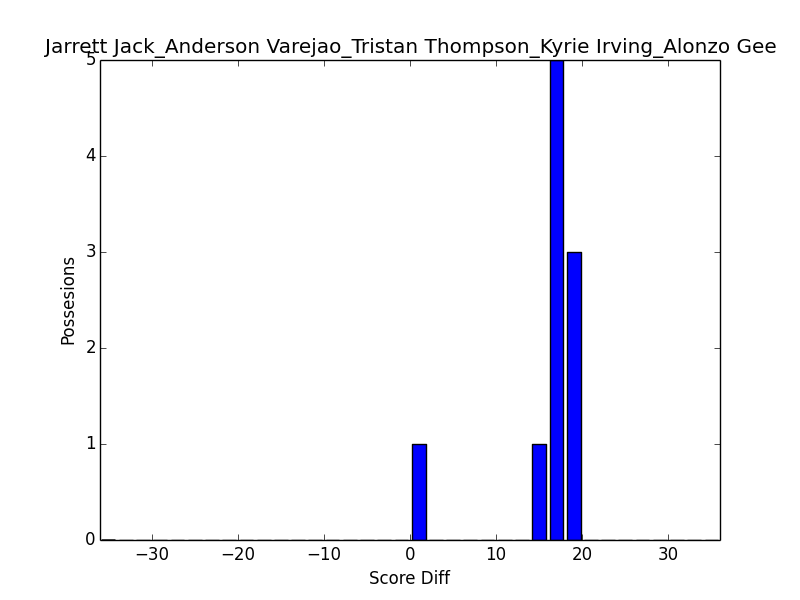 Jarrett Jack_Anderson Varejao_Tristan Thompson_Kyrie Irving_Alonzo Gee
5
4
3
2
1
0
Possesions
−30 −20 −10 0 10 20 30
Score Diff